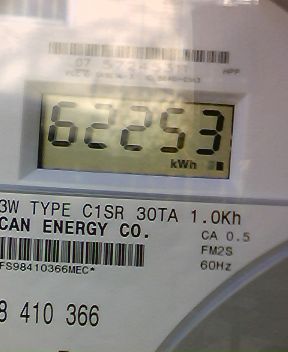 62253
kWh
3W TYPE C1SR 30TA 1.0Kh
CAN ENERGY CO.
CA 0.5
FM2S
60Hz
FS98410366MEC*
8 410 366